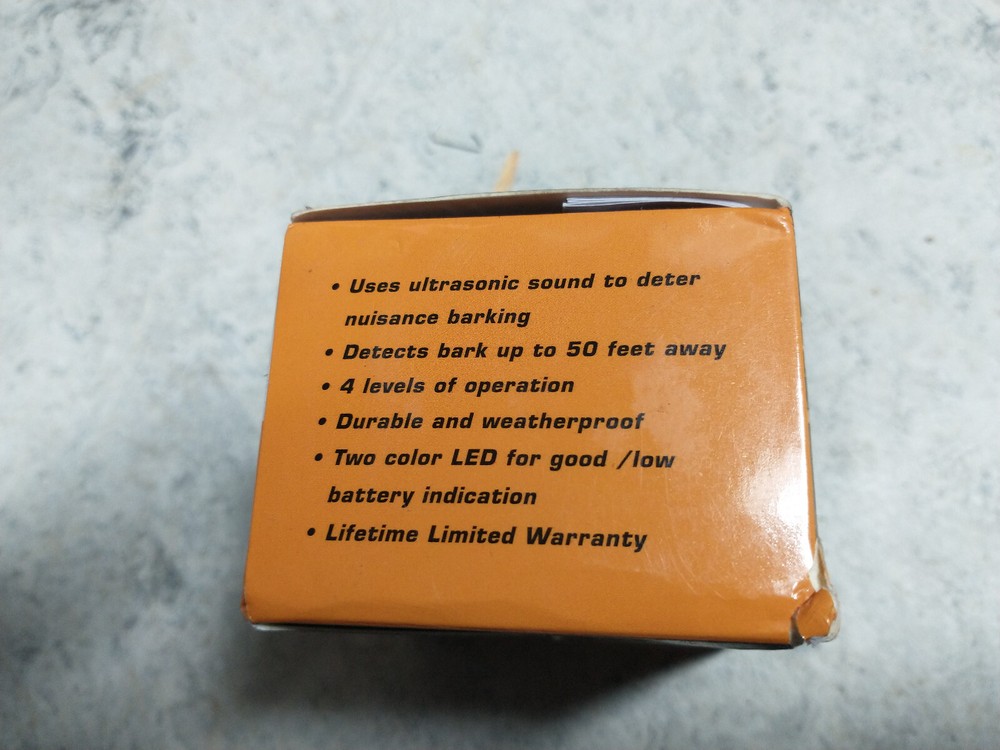 • Uses ultrasonic sound to deter
nuisance barking
• Detects bark up to 50 feet away
• 4 levels of operation
• Durable and weatherproof
• Two color LED for good /low
battery indication
• Lifetime Limited Warranty